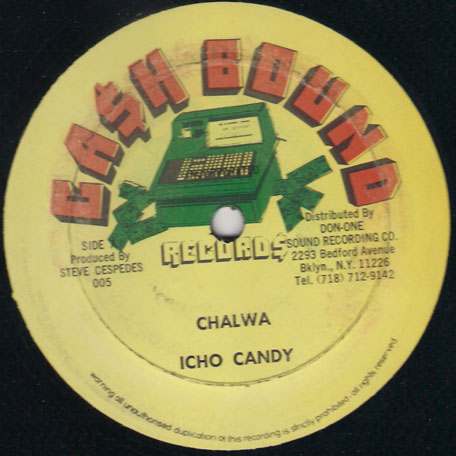 CA$H BOUND
RECORD$
SIDE
Produced By
STEVE CESPEDES
005
Distributed By
DON-ONE
SOUND RECORDING CO.
2293 Bedford Avenue
Bklyn., N.Y. 11226
Tel. (718) 712-9142
CHALWA
ICHO CANDY
warning all unauthorised duplication of this recording is strictly prohibited. all rights reserved